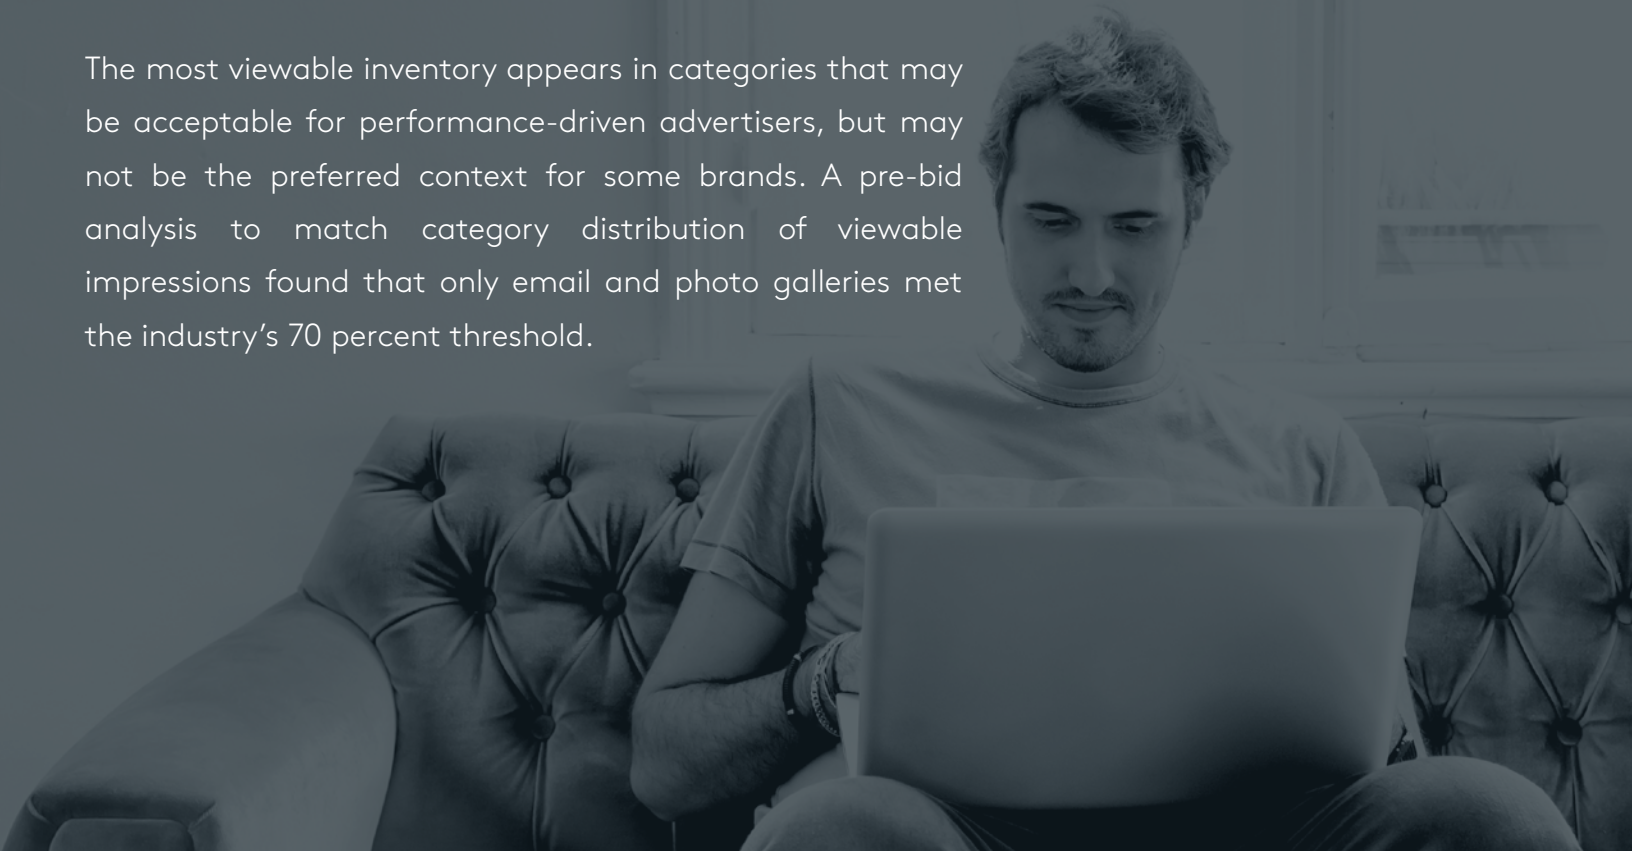 The most viewable inventory appears in categories that may
be acceptable for performance-driven advertisers, but may
not be the preferred context for some brands. A pre-bid
analysis to match category distribution of viewable
impressions found that only email and photo galleries met
the industry’s 70 percent threshold.